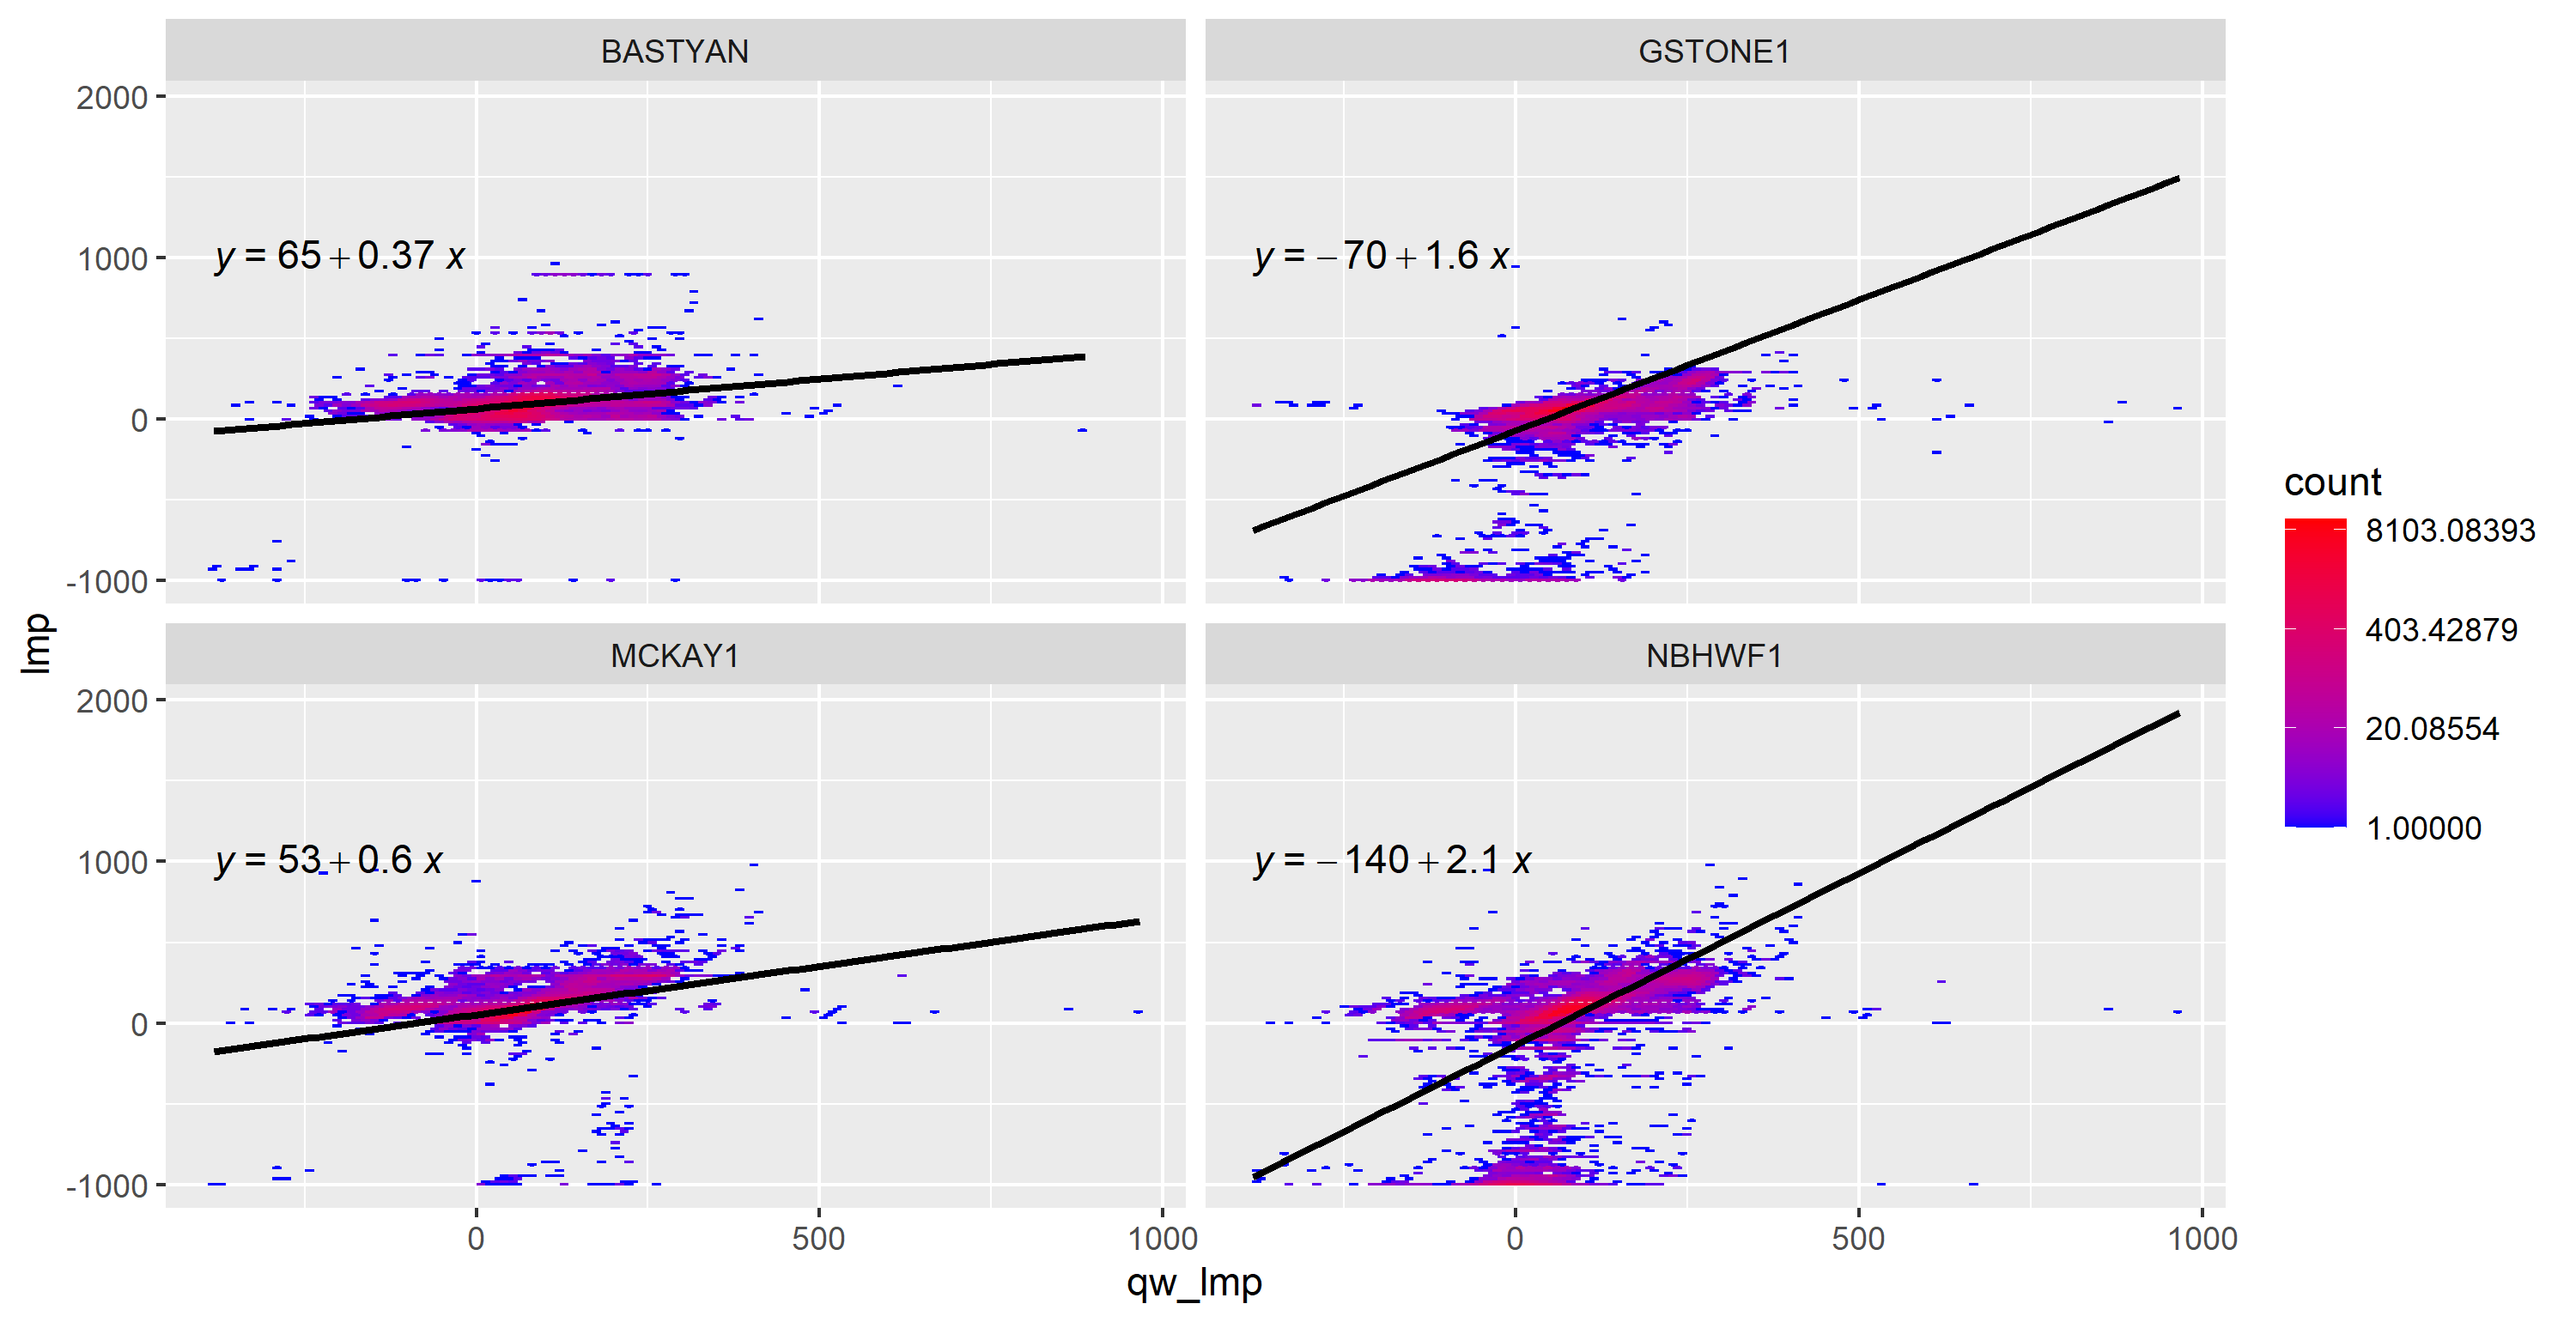 BASTYAN
GSTONE1
2000
1000
0
-1000
y = 65+0.37 x
y = −70+1.6 x
MCKAY1
NBHWF1
2000
1000
0
-1000
y = 53+0.6 x
y = −140+2.1 x
0
500
1000
0
500
1000
qw_lmp
lmp
count
8103.08393
403.42879
20.08554
1.00000